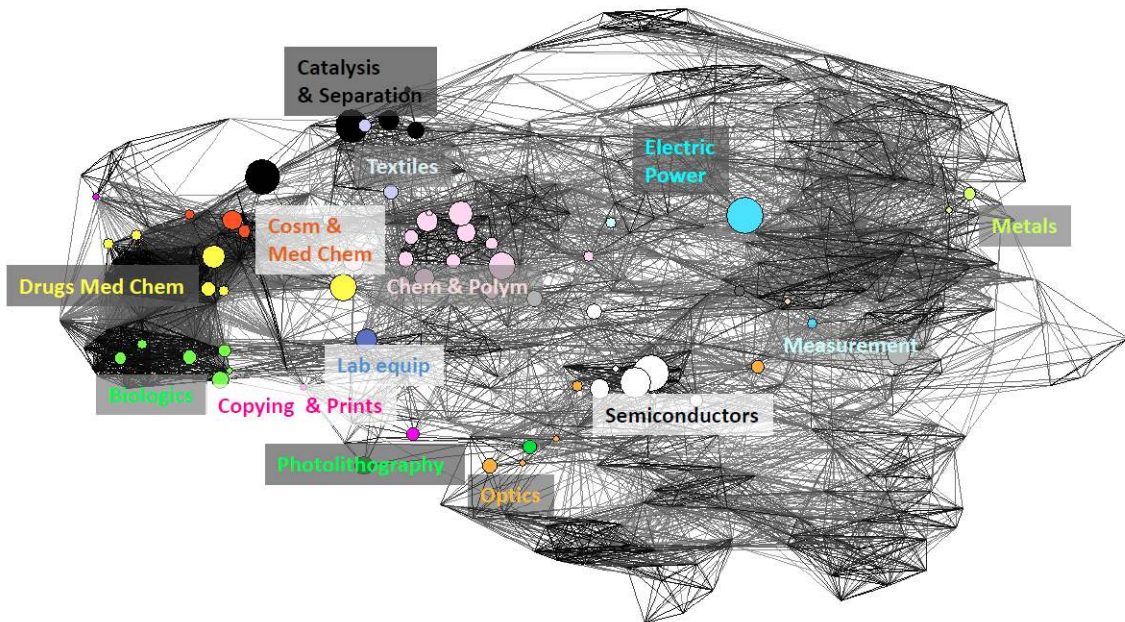 Catalysis
& Separation
Textiles
Electric
Power
Cosm &
Med Chem
Metals
Drugs Med Chem
Chem & Polym
Measurement
Lab equip
Biologics
Copying & Prints
Semiconductors
Photolithography
Optics